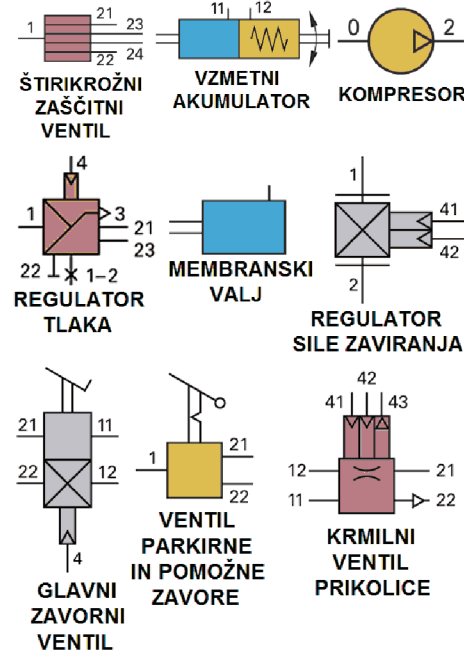 21
1
23
22 24
ŠTIRIKROŽNI
ZAŠČITNI
VENTIL
11 12
VZMETNI
AKUMULATOR
0 2
KOMPRESOR
4
1 3
21
23
22 1–2
REGULATOR
TLAKA
MEMBRANSKI
VALJ
1
41
42
2
REGULATOR
SILE ZAVIRANJA
21 11
22 12
4
GLAVNI
ZAVORNI
VENTIL
1 21
22
VENTIL
PARKIRNE
IN POMOŽNE
ZAVORE
42
41 43
12 21
11 22
KRMILNI
VENTIL
PRIKOLICE